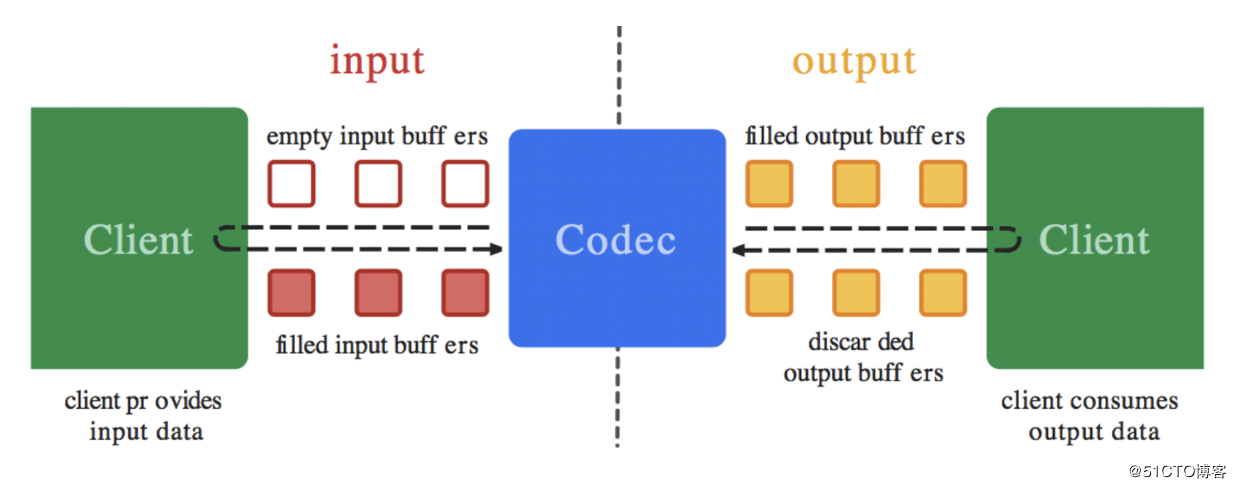 input
output
empty input buff ers
filled output buff ers
Client
Codec
Client
filled input buff ers
discar ded
output buff ers
client pr ovides
input data
client consumes
output data
@51CTO博客